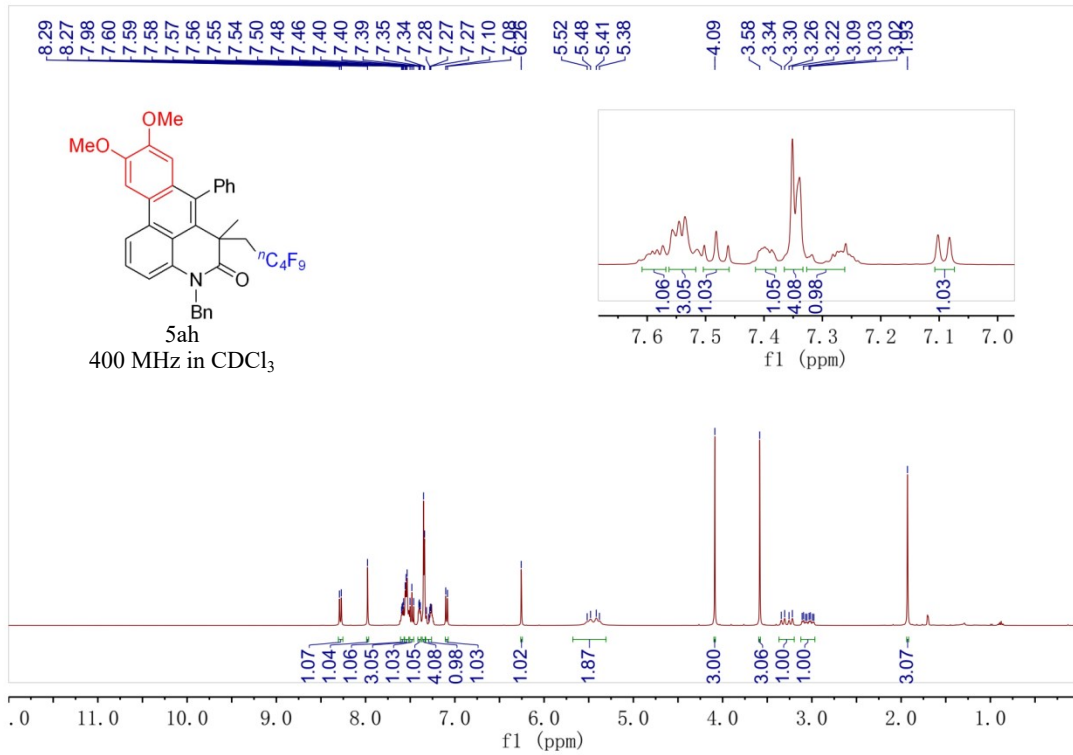 8.29 8.27 7.98 7.60 7.59 7.58 7.57 7.56 7.55 7.54 7.50 7.48 7.46 7.40 7.40 7.39 7.35 7.34 7.28 7.27 7.27 7.10 7.08 6.26 5.52 5.48 5.41 5.38 4.09 3.58 3.34 3.30 3.26 3.22 3.09 3.03 3.02 1.93
OMe
MeO
Ph
nC4F9
N
O
Bn
5ah
400 MHz in CDCl3
1.06 3.05 1.03 1.05 4.08 0.98 1.03
7.6 7.5 7.4 7.3 7.2 7.1 7.0
f1 (ppm)
1.07 1.04 1.06 3.05 1.03 1.05 4.08 0.98 1.03 1.02 1.87 3.00 3.06 1.00 1.00 3.07
.0 11.0 10.0 9.0 8.0 7.0 6.0 5.0 4.0 3.0 2.0 1.0
f1 (ppm)